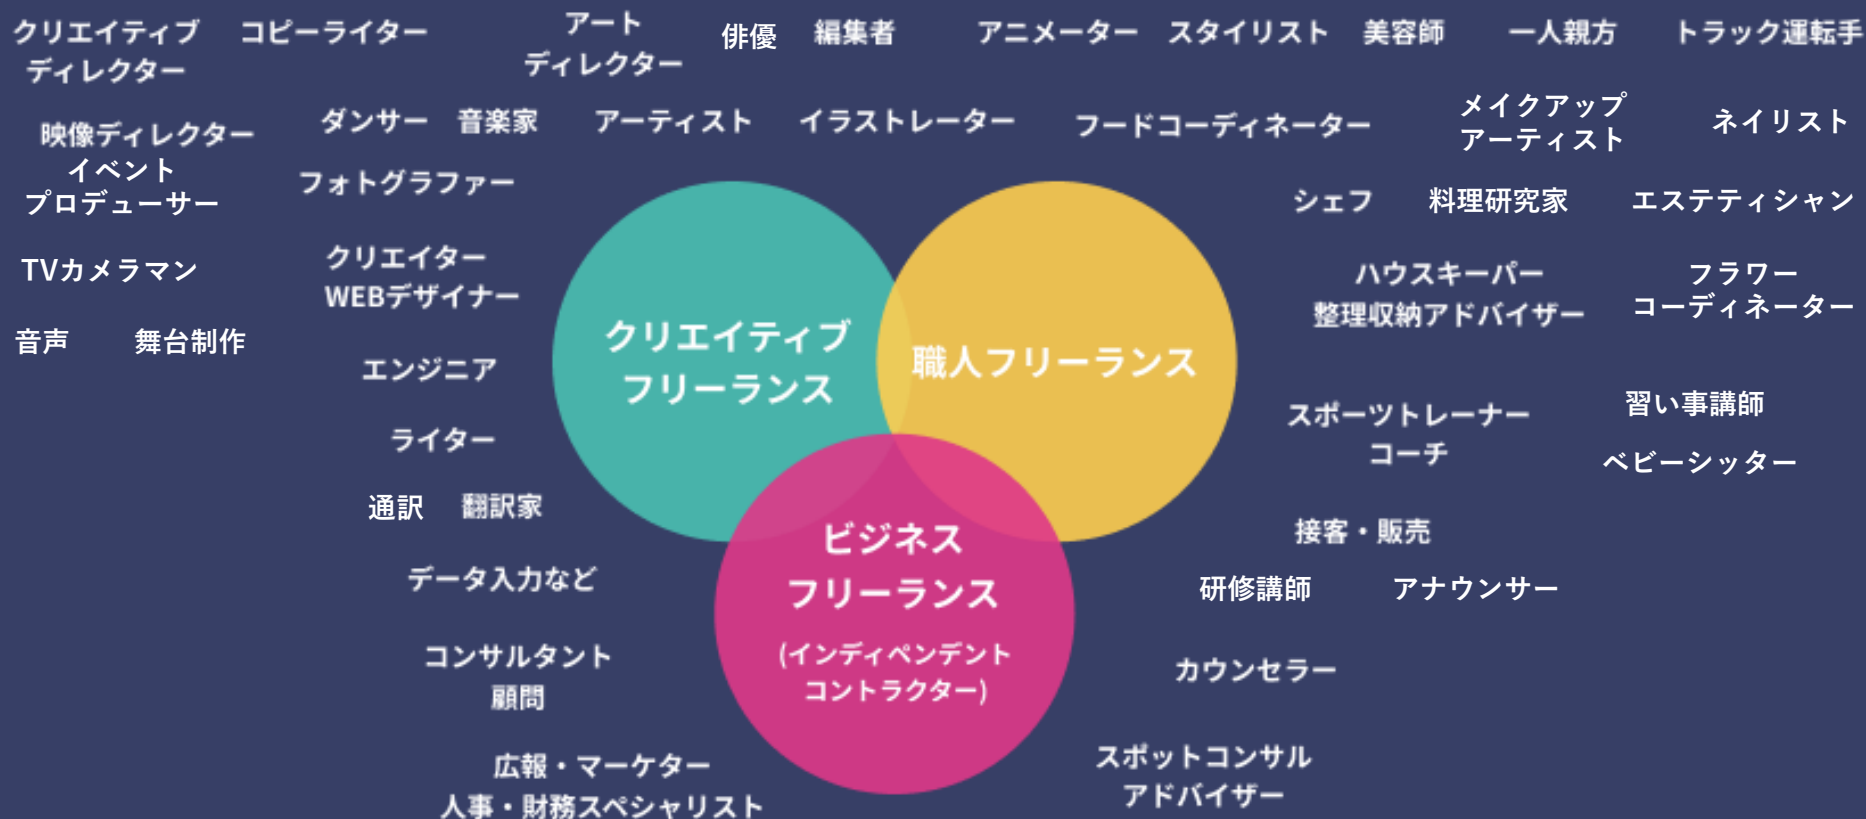 クリエイティブ
ディレクター
コピーライター
アート
ディレクター
俳優
編集者
アニメーター
スタイリスト
美容師
一人親方
トラック運転手
映像ディレクター
ダンサー
音楽家
アーティスト
イラストレーター
フードコーディネーター
メイクアップ
アーティスト
ネイリスト
イベント
プロデューサー
フォトグラファー
シェフ
料理研究家
エステティシャン
TVカメラマン
クリエイター
WEBデザイナー
ハウスキーパー
整理収納アドバイザー
フラワー
コーディネーター
音声
舞台制作
エンジニア
クリエイティブ
フリーランス
職人フリーランス
ライター
スポーツトレーナー
コーチ
習い事講師
ベビーシッター
通訳
翻訳家
接客・販売
データ入力など
ビジネス
フリーランス
(インディペンデント
コントラクター)
研修講師
アナウンサー
コンサルタント
顧問
カウンセラー
広報・マーケター
人事・財務スペシャリスト
スポットコンサル
アドバイザー